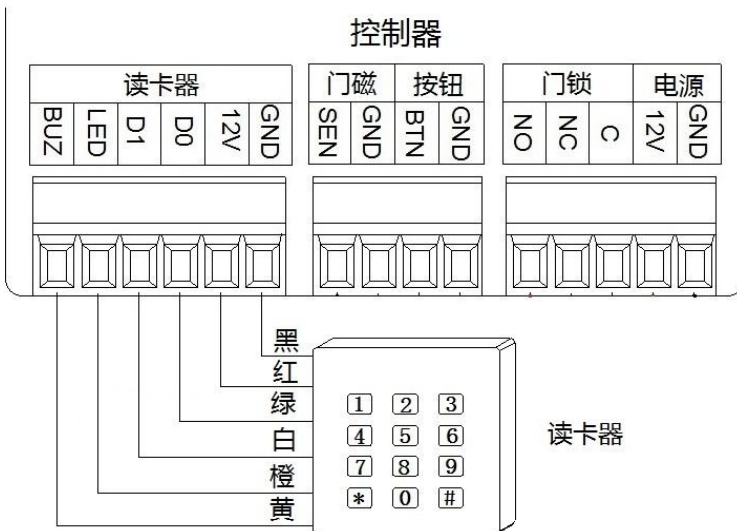 控制器
读卡器 门磁 按钮 门锁 电源
BUZ LED D1 D0 12V GND SEN GND BTN GND NO NC C 12V GND
黑
红
绿
白
橙
黄
1 2 3
4 5 6
7 8 9
* 0 #
读卡器